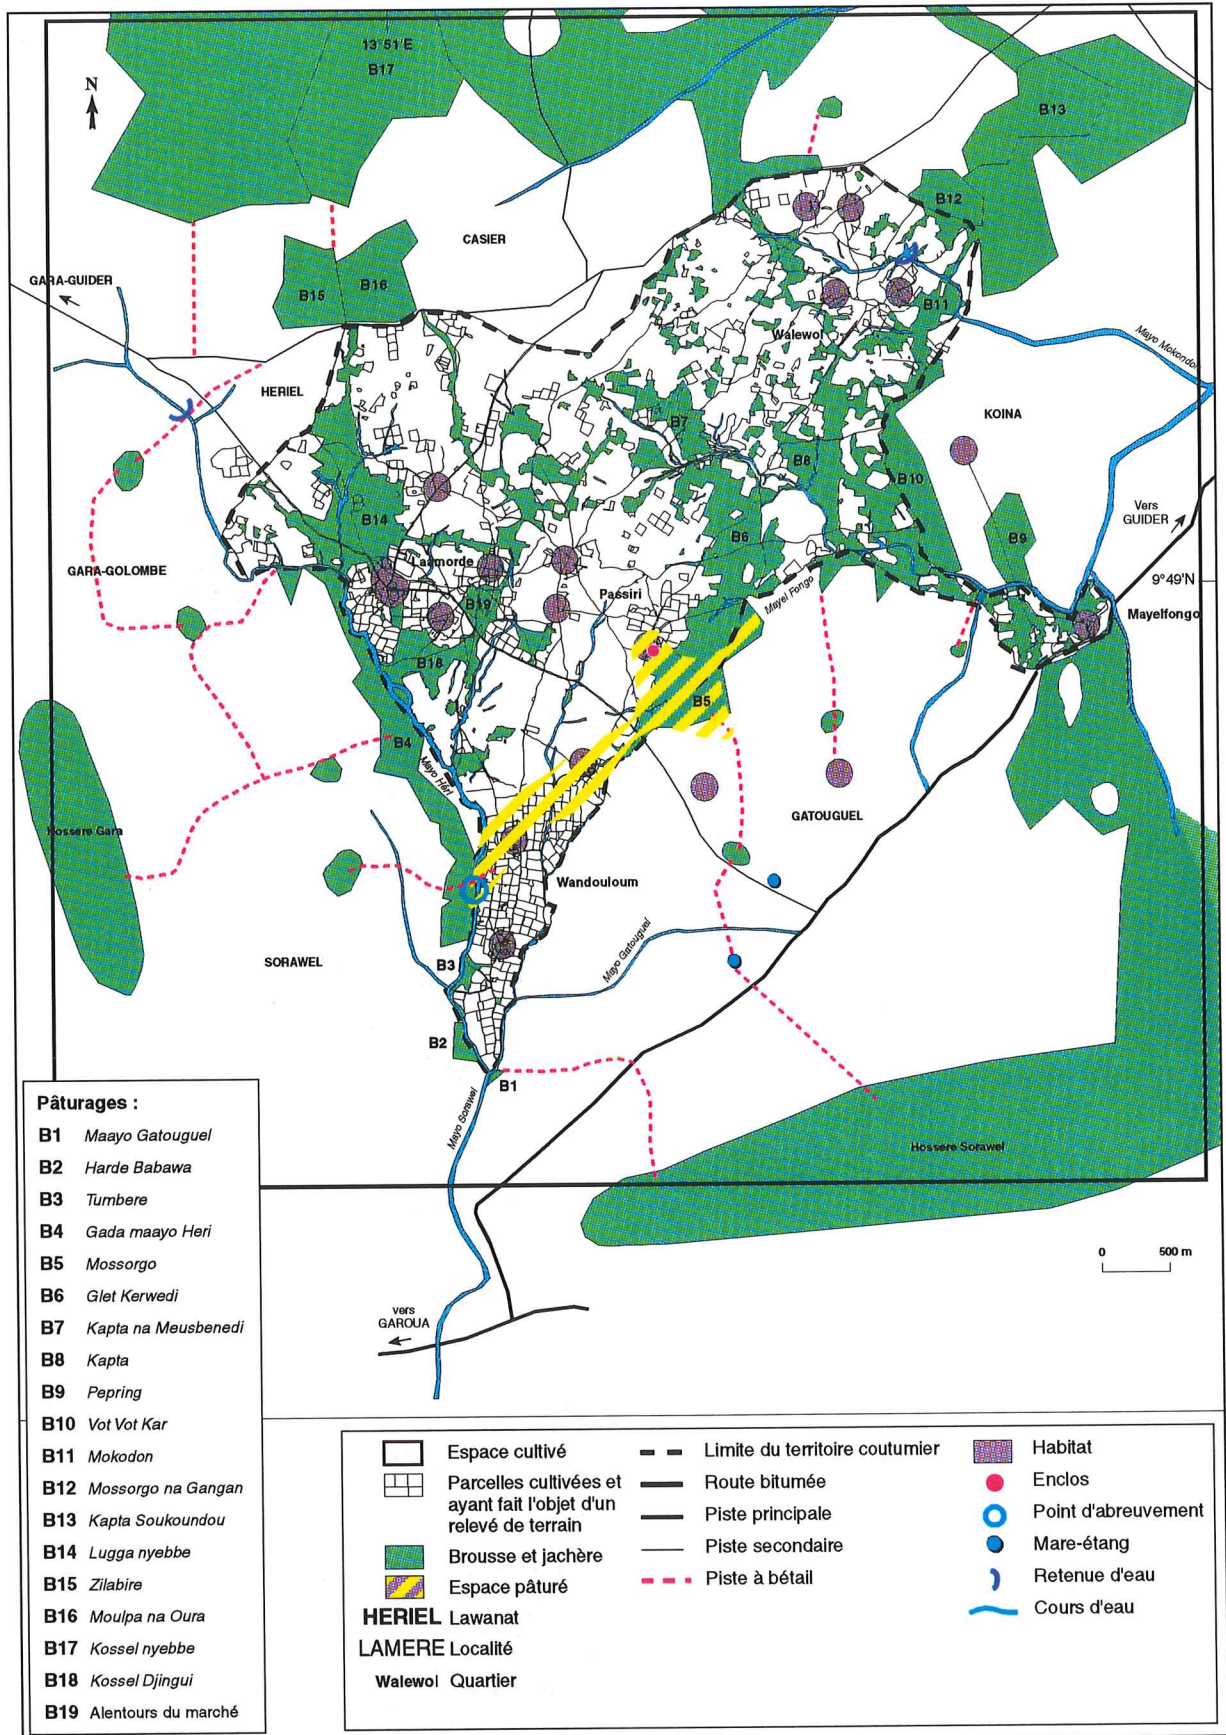 13°51'E
B17
N
B13
B12
CASIER
GARA-GUIDER
B16
B15
B11
Walewol
Mayo Mokondon
HERIEL
KOINA
B7
B8
B10
Vers
GUIDER
B14
B9
B6
GARA-GOLOMBE
Laamorde
9°49'N
Passiri
Mayel Fongo
B19
Mayelfongo
B18
B5
B4
Mayo Héri
GATOUGUEL
Hossere Gara
Wandouloum
Mayo Gatouguel
SORAWEL
B3
B2
B1
Mayo Sorawel
Hossere Sorawel
0 500 m
vers
GAROUA
Pâturages :
B1 Maayo Gatouguel
B2 Harde Babawa
B3 Tumbere
B4 Gada maayo Heri
B5 Mossorgo
B6 Glet Kerwedi
B7 Kapta na Meusbenedi
B8 Kapta
B9 Pepring
B10 Vot Vot Kar
B11 Mokodon
B12 Mossorgo na Gangan
B13 Kapta Soukoundou
B14 Lugga nyebbe
B15 Zilabire
B16 Moulpa na Oura
B17 Kossel nyebbe
B18 Kossel Djingui
B19 Alentours du marché
Espace cultivé
Parcelles cultivées et
ayant fait l'objet d'un
relevé de terrain
Brousse et jachère
Espace pâturé
HERIEL Lawanat
LAMERE Localité
Walewol Quartier
Limite du territoire coutumier
Route bitumée
Piste principale
Piste secondaire
Piste à bétail
Habitat
Enclos
Point d'abreuvement
Mare-étang
Retenue d'eau
Cours d'eau